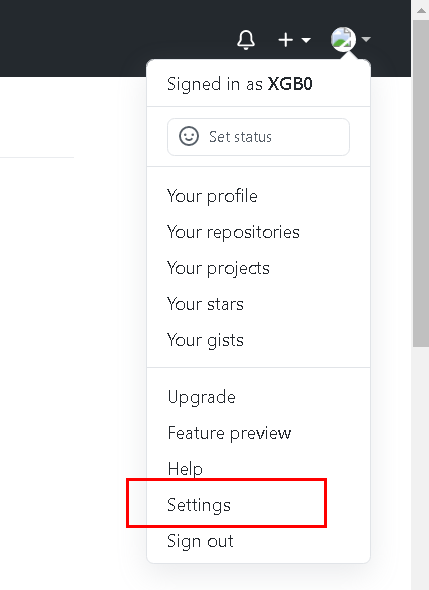 Signed in as XGB0
Set status
Your profile
Your repositories
Your projects
Your stars
Your gists
Upgrade
Feature preview
Help
Settings
Sign out